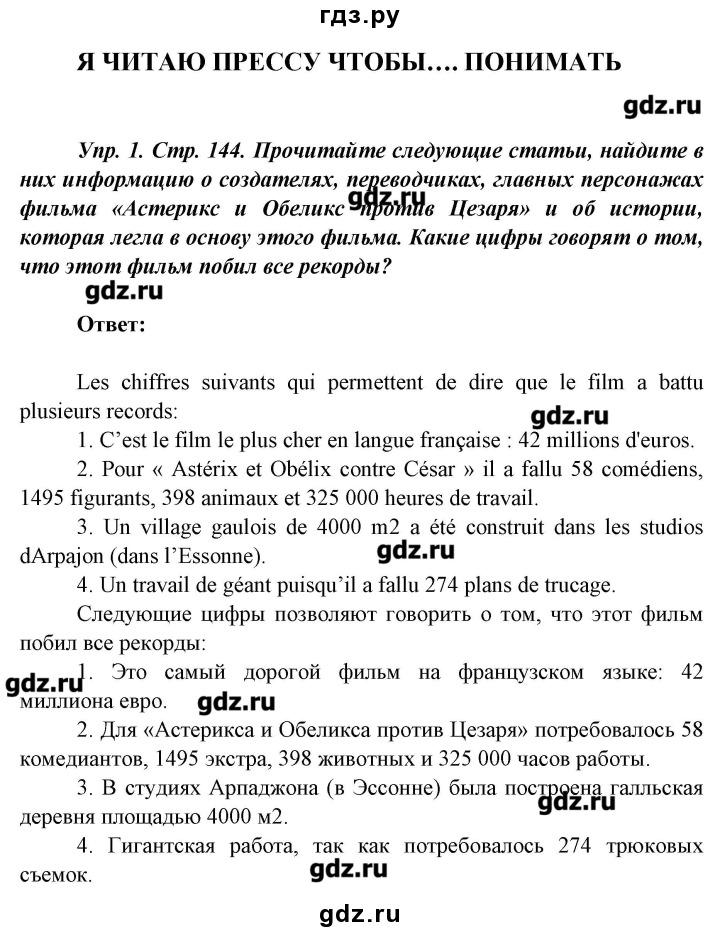 гдз.ру
Я ЧИТАЮ ПРЕССУ ЧТОБЫ…. ПОНИМАТЬ
gdz.ru
Упр. 1. Стр. 144. Прочитайте следующие статьи, найдите в
них информацию о создателях, переводчиках, главных персонажах
gdz.ru
фильма «Астерикс и Обеликс против Цезаря» и об истории,
которая легла в основу этого фильма. Какие цифры говорят о том,
что этот фильм побил все рекорды?
gdz.ru
Ответ:
Les chiffres suivants qui permettent de dire que le film a battu
plusieurs records:
gdz.ru
1. C’est le film le plus cher en langue française : 42 millions d'euros.
2. Pour « Astérix et Obélix contre César » il a fallu 58 comédiens,
1495 figurants, 398 animaux et 325 000 heures de travail.
3. Un village gaulois de 4000 m2 a été construit dans les studios
dArpajon (dans l’Essonne).
gdz.ru
4. Un travail de géant puisqu’il a fallu 274 plans de trucage.
Следующие цифры позволяют говорить о том, что этот фильм
побил все рекорды:
1. Это самый дорогой фильм на французском языке: 42
gdz.ru
миллиона евро.
gdz.ru
2. Для «Астерикса и Обеликса против Цезаря» потребовалось 58
комедиантов, 1495 экстра, 398 животных и 325 000 часов работы.
3. В студиях Арпаджона (в Эссонне) была построена галльская
gdz.ru
деревня площадью 4000 м2.
4. Гигантская работа, так как потребовалось 274 трюковых
съемок.
gdz.ru
gdz.ru